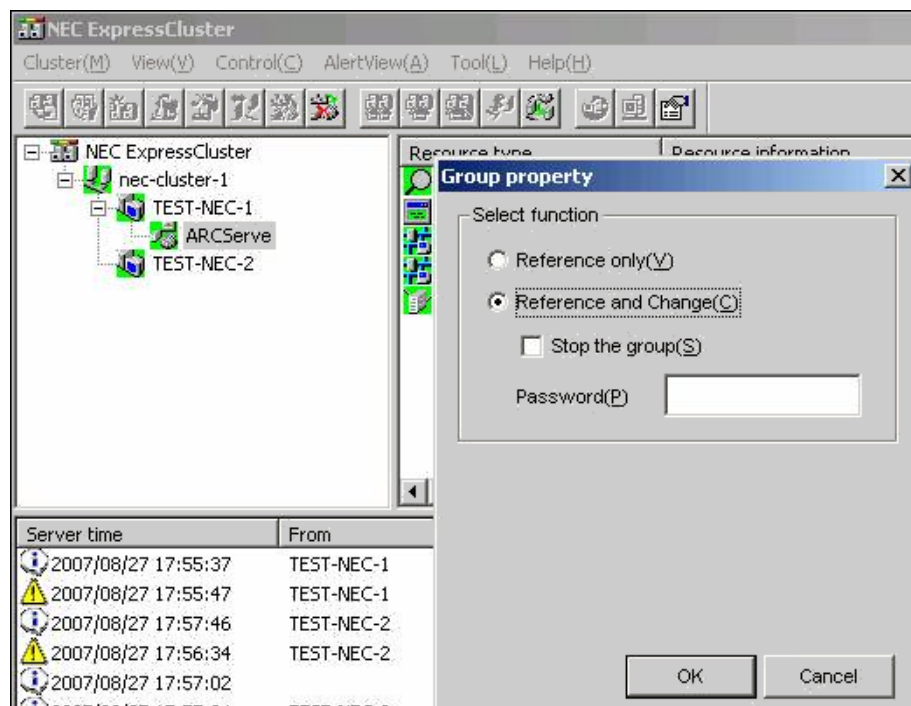 NEC ExpressCluster
Cluster(M) View(V) Control(C) AlertView(A) Tool(L) Help(H)
NEC ExpressCluster
nec-cluster-1
TEST-NEC-1
ARCServe
TEST-NEC-2
Resource type Resource information
Group property
Select function
Reference only(V)
Reference and Change(C)
Stop the group(S)
Password(P)
Server time From
2007/08/27 17:55:37 TEST-NEC-1
2007/08/27 17:55:47 TEST-NEC-1
2007/08/27 17:57:46 TEST-NEC-2
2007/08/27 17:56:34 TEST-NEC-2
2007/08/27 17:57:02
OK Cancel